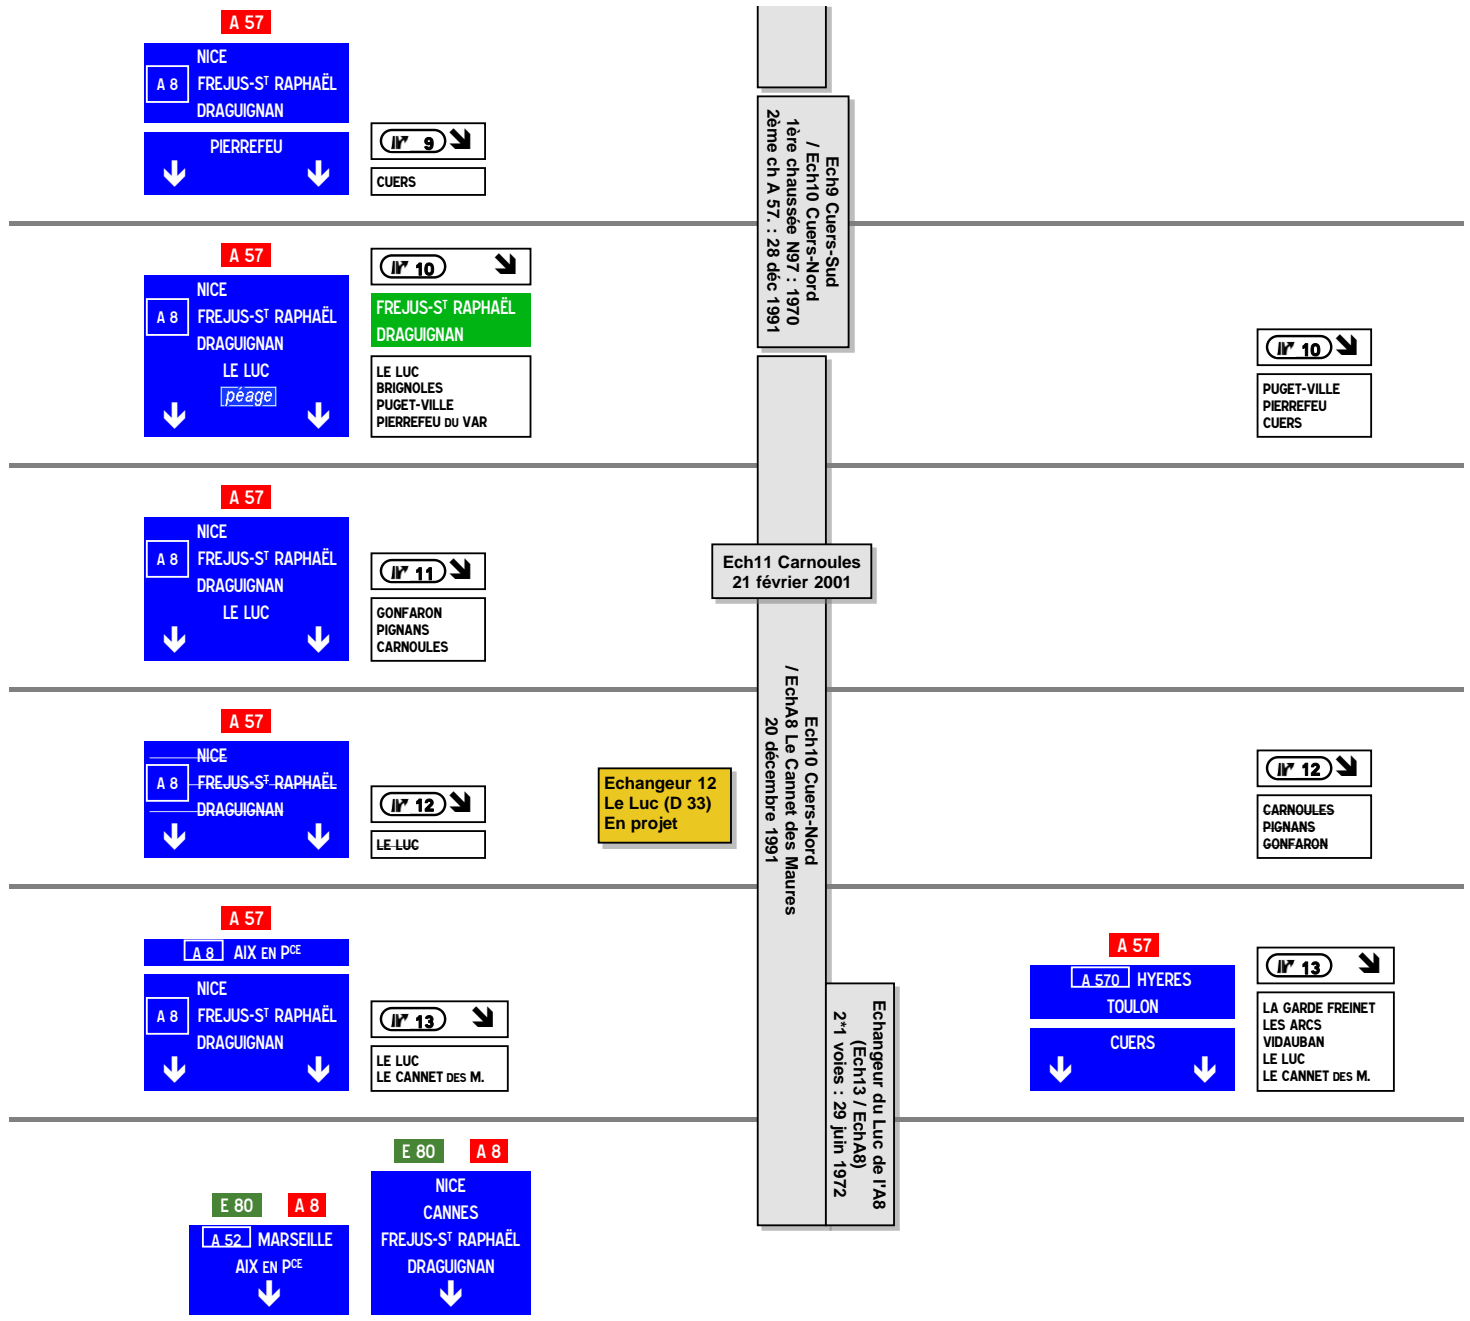 A 57
NICE
A 8 FREJUS-Sᵀ RAPHAËL
DRAGUIGNAN
PIERREFEU
9
CUERS
Ech9 Cuers-Sud
/ Ech10 Cuers-Nord
1ère chaussée N97 : 1970
2ème ch A 57. : 28 déc 1991
A 57
NICE
A 8 FREJUS-Sᵀ RAPHAËL
DRAGUIGNAN
LE LUC
péage
10
FREJUS-Sᵀ RAPHAËL
DRAGUIGNAN
LE LUC
BRIGNOLES
PUGET-VILLE
PIERREFEU DU VAR
10
PUGET-VILLE
PIERREFEU
CUERS
A 57
NICE
A 8 FREJUS-Sᵀ RAPHAËL
DRAGUIGNAN
LE LUC
11
GONFARON
PIGNANS
CARNOULES
Ech11 Carnoules
21 février 2001
Ech10 Cuers-Nord
/ EchA8 Le Cannet des Maures
20 décembre 1991
A 57
NICE
A 8 FREJUS-Sᵀ RAPHAËL
DRAGUIGNAN
12
LE LUC
Echangeur 12
Le Luc (D 33)
En projet
12
CARNOULES
PIGNANS
GONFARON
A 57
A 8 AIX EN Pᶜᴱ
NICE
A 8 FREJUS-Sᵀ RAPHAËL
DRAGUIGNAN
13
LE LUC
LE CANNET DES M.
Echangeur du Luc de l'A8
(Ech13 / EchA8)
2*1 voies : 29 juin 1972
A 57
A 570 HYERES
TOULON
CUERS
13
LA GARDE FREINET
LES ARCS
VIDAUBAN
LE LUC
LE CANNET DES M.
E 80 A 8
A 52 MARSEILLE
AIX EN Pᶜᴱ
E 80 A 8
NICE
CANNES
FREJUS-Sᵀ RAPHAËL
DRAGUIGNAN